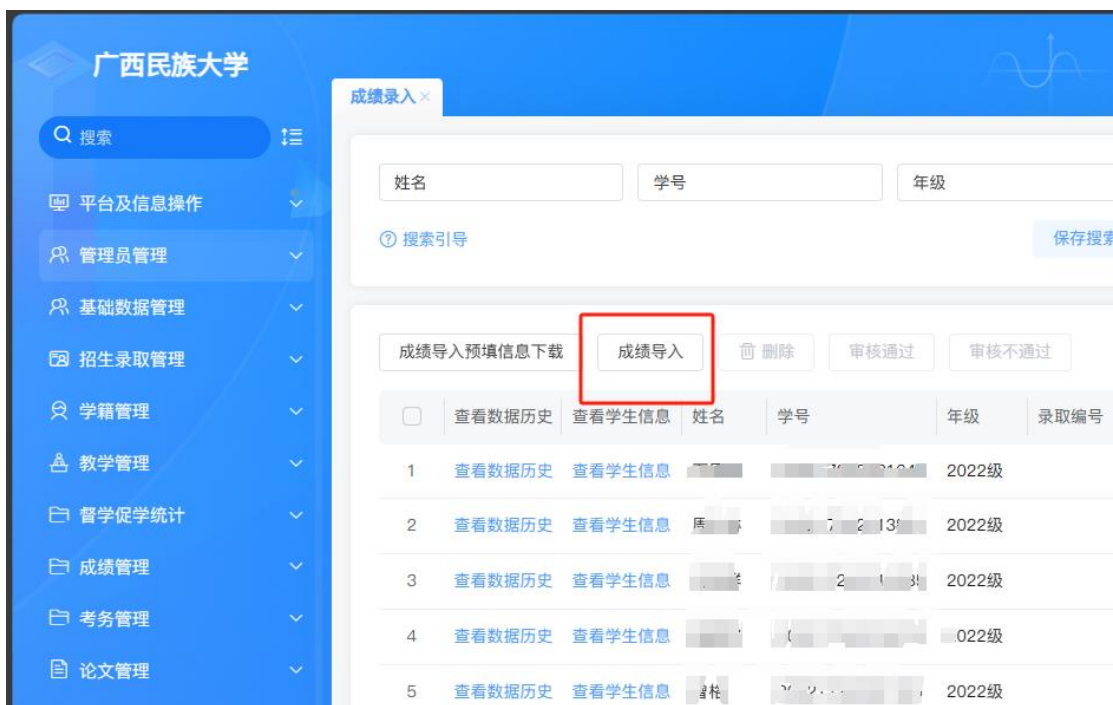 广西民族大学
成绩录入
搜索
姓名 学号 年级
平台及信息操作
搜索引导 保存搜索
管理员管理
基础数据管理
招生录取管理
成绩导入预填信息下载 成绩导入 删除 审核通过 审核不通过
学籍管理
查看数据历史 查看学生信息 姓名 学号 年级 录取编号
教学管理
1 查看数据历史 查看学生信息 2022级
督学促学统计
2 查看数据历史 查看学生信息 周 2022级
成绩管理
3 查看数据历史 查看学生信息 2022级
考务管理
4 查看数据历史 查看学生信息 022级
论文管理
5 查看数据历史 查看学生信息 2022级